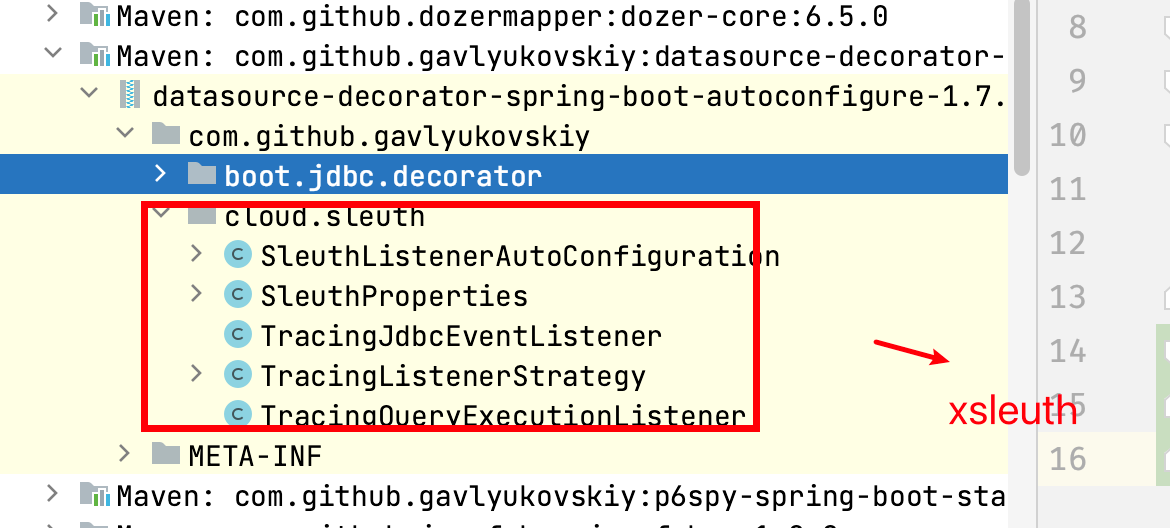 Maven: com.github.dozermapper:dozer-core:6.5.0
Maven: com.github.gavlyukovskiy:datasource-decorator-
datasource-decorator-spring-boot-autoconfigure-1.7.
com.github.gavlyukovskiy
boot.jdbc.decorator
cloud.sleuth
C SleuthListenerAutoConfiguration
C SleuthProperties
C TracingJdbcEventListener
C TracingListenerStrategy
C TracingQueryExecutionListener
META-INF
Maven: com.github.gavlyukovskiy:p6spy-spring-boot-sta
8
9
10
11
12
13
14
15
16
xsleuth